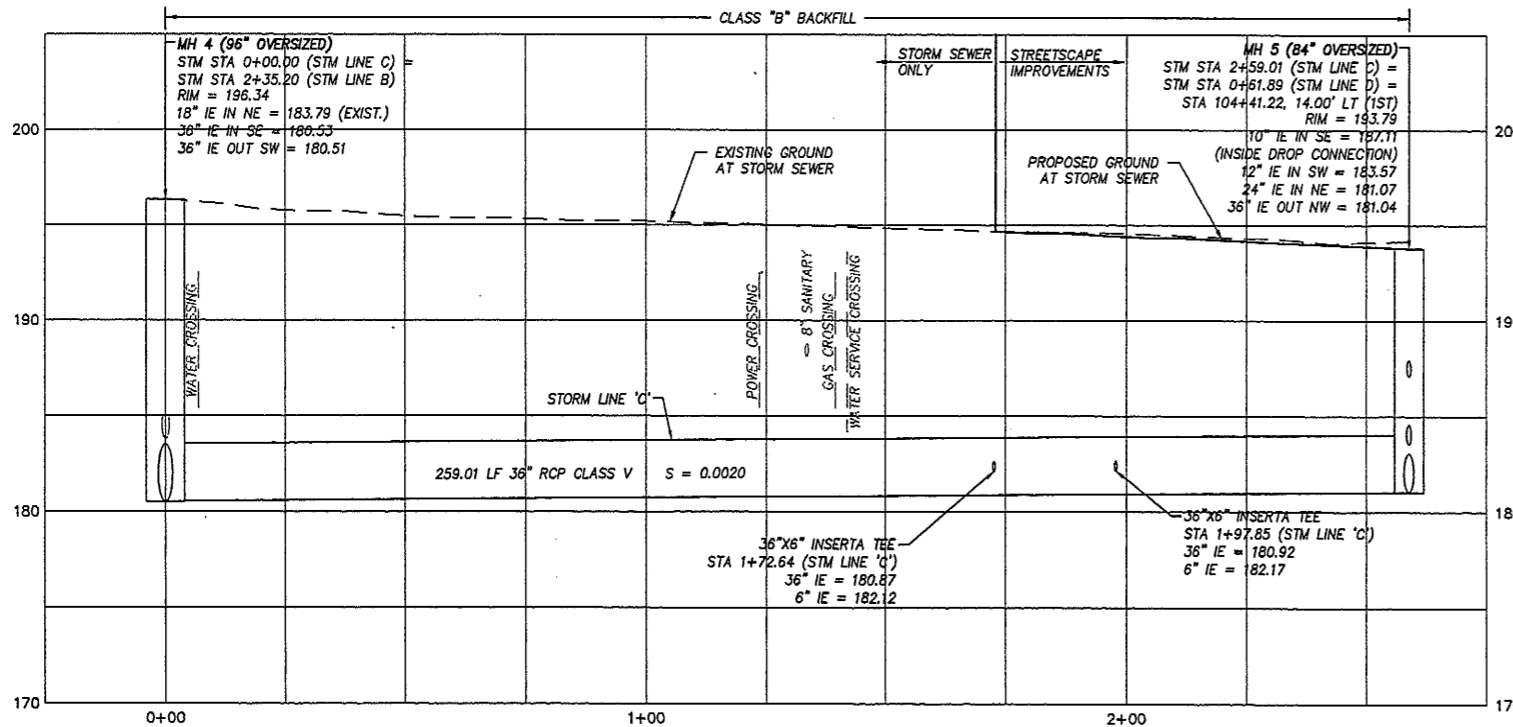 CLASS "B" BACKFILL
MH 4 (96" OVERSIZED)
STM STA 0+00.00 (STM LINE C) =
STM STA 2+35.20 (STM LINE B)
RIM = 196.34
18" IE IN NE = 183.79 (EXIST.)
36" IE IN SE = 180.53
36" IE OUT SW = 180.51
STORM SEWER
ONLY
STREETSCAPE
IMPROVEMENTS
MH 5 (84" OVERSIZED)
STM STA 2+59.01 (STM LINE C) =
STM STA 0+61.89 (STM LINE D) =
STA 104+41.22, 14.00' LT (1ST)
RIM = 193.79
10" IE IN SE = 187.11
(INSIDE DROP CONNECTION)
12" IE IN SW = 183.57
24" IE IN NE = 181.07
36" IE OUT NW = 181.04
EXISTING GROUND
AT STORM SEWER
PROPOSED GROUND
AT STORM SEWER
WATER CROSSING
POWER CROSSING
8" SANITARY
GAS CROSSING
WATER SERVICE CROSSING
STORM LINE 'C'
259.01 LF 36" RCP CLASS V S = 0.0020
36"X6" INSERTA TEE
STA 1+72.64 (STM LINE 'C')
36" IE = 180.87
6" IE = 182.12
36"X6" INSERTA TEE
STA 1+97.85 (STM LINE 'C')
36" IE = 180.92
6" IE = 182.17
200
190
180
170
20
19
18
17
0+00
1+00
2+00